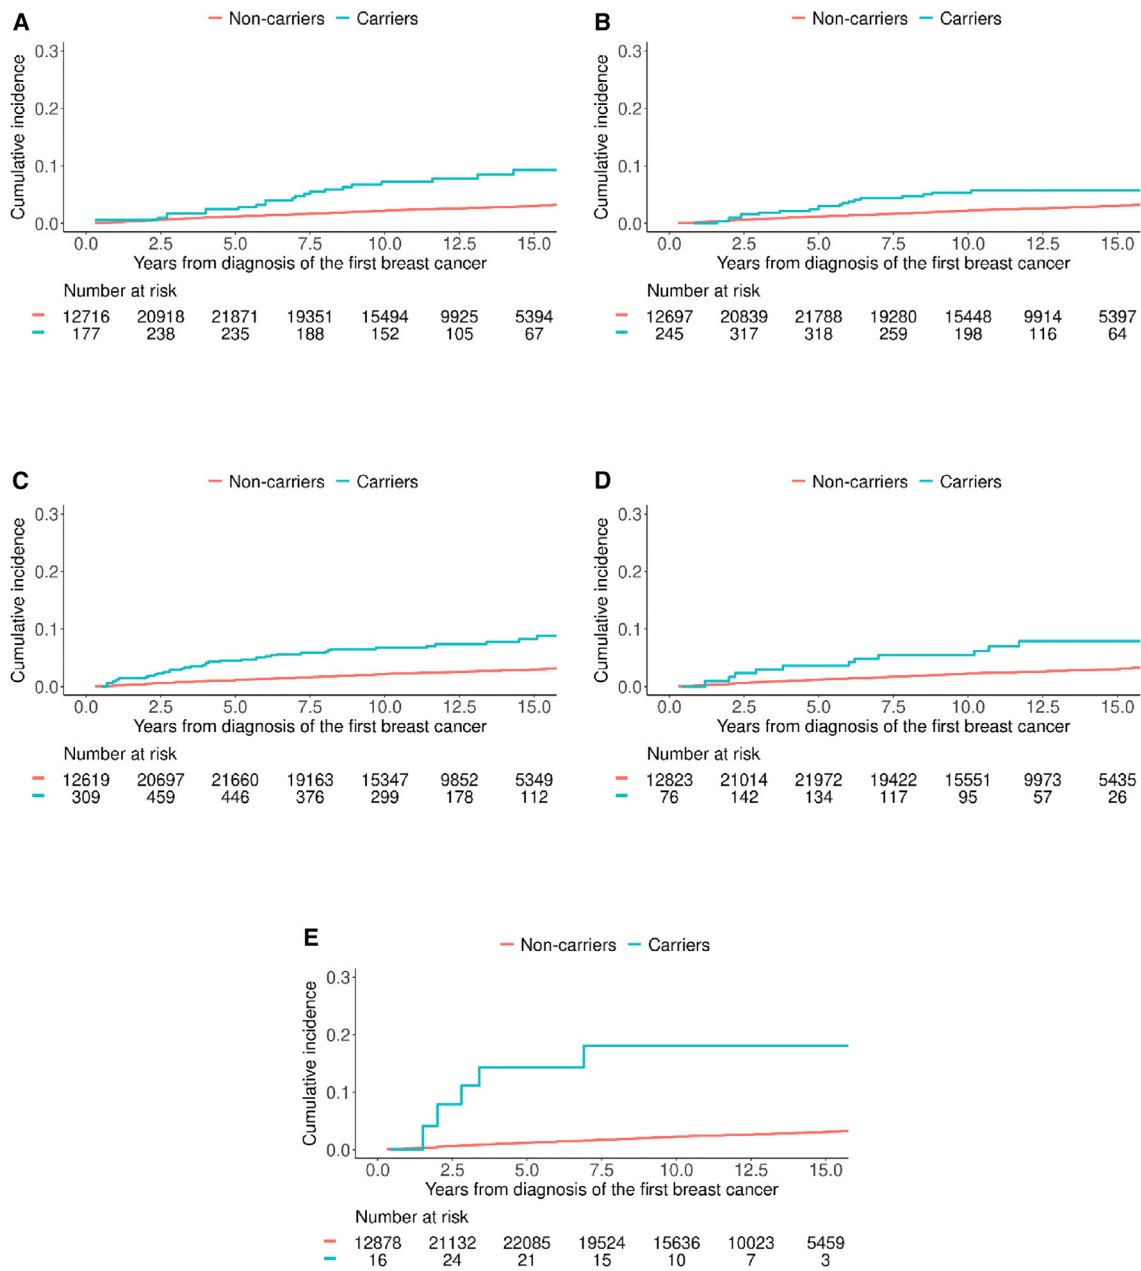 A
Non-carriers Carriers
0.3
0.2
0.1
0.0
Cumulative incidence
0.0 2.5 5.0 7.5 10.0 12.5 15.0
Years from diagnosis of the first breast cancer
Number at risk
12716 20918 21871 19351 15494 9925 5394
177 238 235 188 152 105 67
B
Non-carriers Carriers
0.3
0.2
0.1
0.0
Cumulative incidence
0.0 2.5 5.0 7.5 10.0 12.5 15.0
Years from diagnosis of the first breast cancer
Number at risk
12697 20839 21788 19280 15448 9914 5397
245 317 318 259 198 116 64
C
Non-carriers Carriers
0.3
0.2
0.1
0.0
Cumulative incidence
0.0 2.5 5.0 7.5 10.0 12.5 15.0
Years from diagnosis of the first breast cancer
Number at risk
12619 20697 21660 19163 15347 9852 5349
309 459 446 376 299 178 112
D
Non-carriers Carriers
0.3
0.2
0.1
0.0
Cumulative incidence
0.0 2.5 5.0 7.5 10.0 12.5 15.0
Years from diagnosis of the first breast cancer
Number at risk
12823 21014 21972 19422 15551 9973 5435
76 142 134 117 95 57 26
E
Non-carriers Carriers
0.3
0.2
0.1
0.0
Cumulative incidence
0.0 2.5 5.0 7.5 10.0 12.5 15.0
Years from diagnosis of the first breast cancer
Number at risk
12878 21132 22085 19524 15636 10023 5459
16 24 21 15 10 7 3